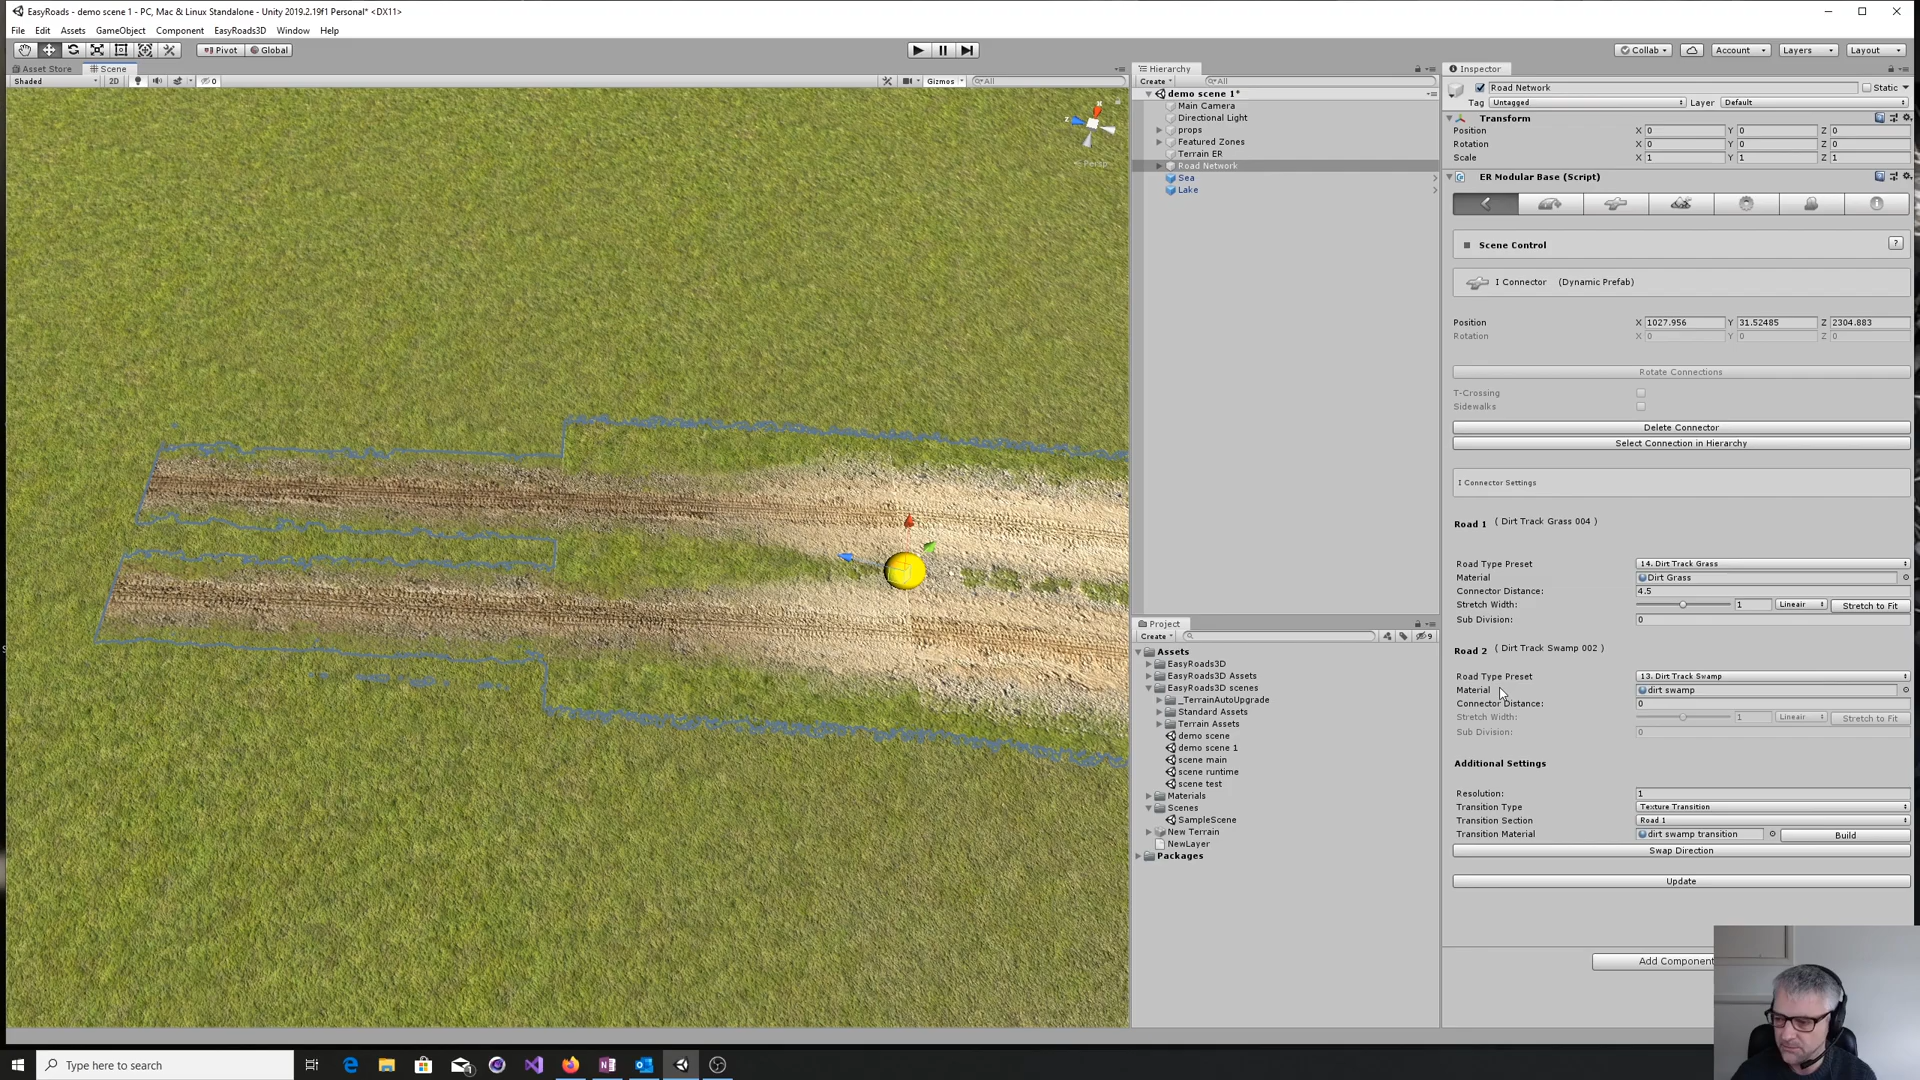 EasyRoads - demo scene 1 - PC, Mac & Linux Standalone - Unity 2019.2.19f1 Personal* <DX11>
File Edit Assets GameObject Component EasyRoads3D Window Help
Pivot Global
Collab Account Layers Layout
Asset Store Scene
Shaded 2D 0 Gizmos All
Persp
Hierarchy
Create All
demo scene 1*
Main Camera
Directional Light
props
Featured Zones
Terrain ER
Road Network
Sea
Lake
Project
Create 9
Assets
EasyRoads3D
EasyRoads3D Assets
EasyRoads3D scenes
_TerrainAutoUpgrade
Standard Assets
Terrain Assets
demo scene
demo scene 1
scene main
scene runtime
scene test
Materials
Scenes
SampleScene
New Terrain
NewLayer
Packages
Inspector
Road Network Static
Tag Untagged Layer Default
Transform
Position X 0 Y 0 Z 0
Rotation X 0 Y 0 Z 0
Scale X 1 Y 1 Z 1
ER Modular Base (Script)
Scene Control ?
I Connector (Dynamic Prefab)
Position X 1027.956 Y 31.52485 Z 2304.883
Rotation X 0 Y 0 Z 0
Rotate Connections
T-Crossing
Sidewalks
Delete Connector
Select Connection in Hierarchy
I Connector Settings
Road 1 ( Dirt Track Grass 004 )
Road Type Preset 14. Dirt Track Grass
Material Dirt Grass
Connector Distance: 4.5
Stretch Width: 1 Lineair Stretch to Fit
Sub Division: 0
Road 2 ( Dirt Track Swamp 002 )
Road Type Preset 13. Dirt Track Swamp
Material dirt swamp
Connector Distance: 0
Stretch Width: 1 Lineair Stretch to Fit
Sub Division: 0
Additional Settings
Resolution: 1
Transition Type Texture Transition
Transition Section Road 1
Transition Material dirt swamp transition Build
Swap Direction
Update
Add Component
Type here to search